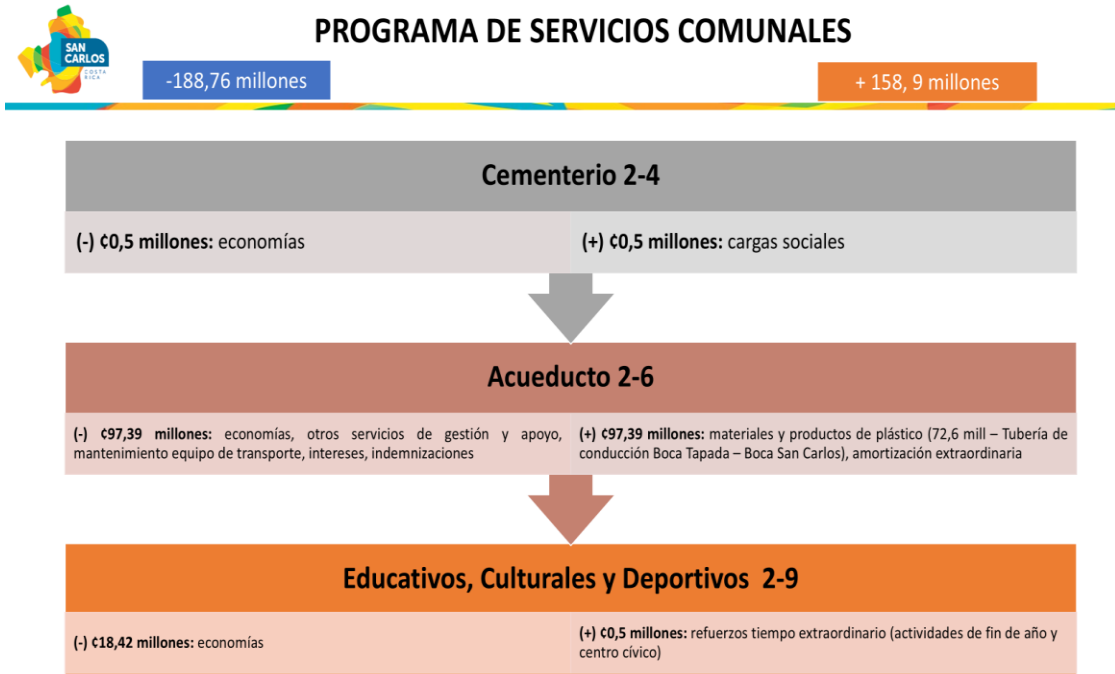 PROGRAMA DE SERVICIOS COMUNALES
SAN
CARLOS
COSTA
RICA
-188,76 millones
+ 158, 9 millones
Cementerio 2-4
(-) ₡0,5 millones: economías
(+) ₡0,5 millones: cargas sociales
Acueducto 2-6
(-) ₡97,39 millones: economías, otros servicios de gestión y apoyo,
mantenimiento equipo de transporte, intereses, indemnizaciones
(+) ₡97,39 millones: materiales y productos de plástico (72,6 mill – Tubería de
conducción Boca Tapada – Boca San Carlos), amortización extraordinaria
Educativos, Culturales y Deportivos 2-9
(-) ₡18,42 millones: economías
(+) ₡0,5 millones: refuerzos tiempo extraordinario (actividades de fin de año y
centro cívico)